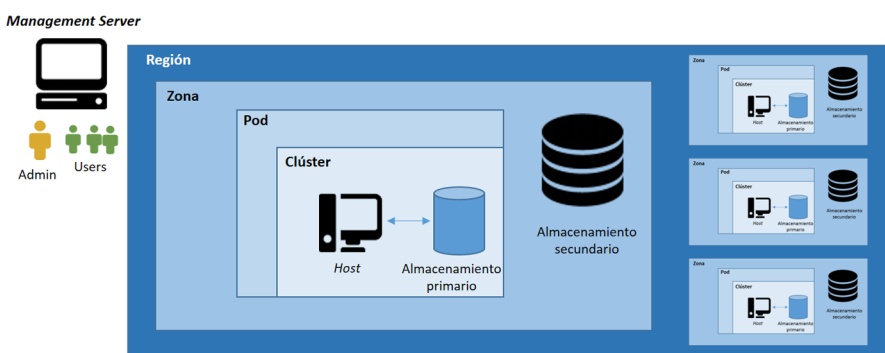 Management Server
Admin
Users
Región
Zona
Pod
Clúster
Host
Almacenamiento
primario
Almacenamiento
secundario
Zona
Pod
Clúster
Host
Almacenamiento
primario
Almacenamiento
secundario
Zona
Pod
Clúster
Host
Almacenamiento
primario
Almacenamiento
secundario
Zona
Pod
Clúster
Host
Almacenamiento
primario
Almacenamiento
secundario